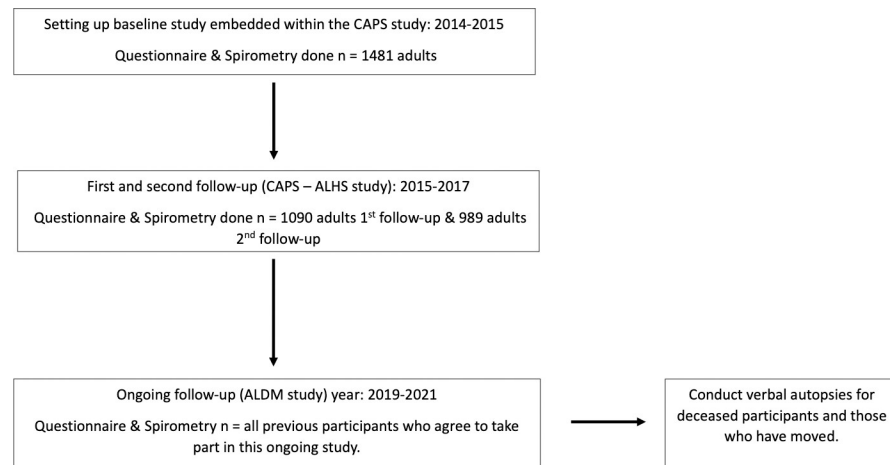 Setting up baseline study embedded within the CAPS study: 2014-2015
Questionnaire & Spirometry done n = 1481 adults
First and second follow-up (CAPS – ALHS study): 2015-2017
Questionnaire & Spirometry done n = 1090 adults 1st follow-up & 989 adults
2nd follow-up
Ongoing follow-up (ALDM study) year: 2019-2021
Questionnaire & Spirometry n = all previous participants who agree to take
part in this ongoing study.
Conduct verbal autopsies for
deceased participants and those
who have moved.